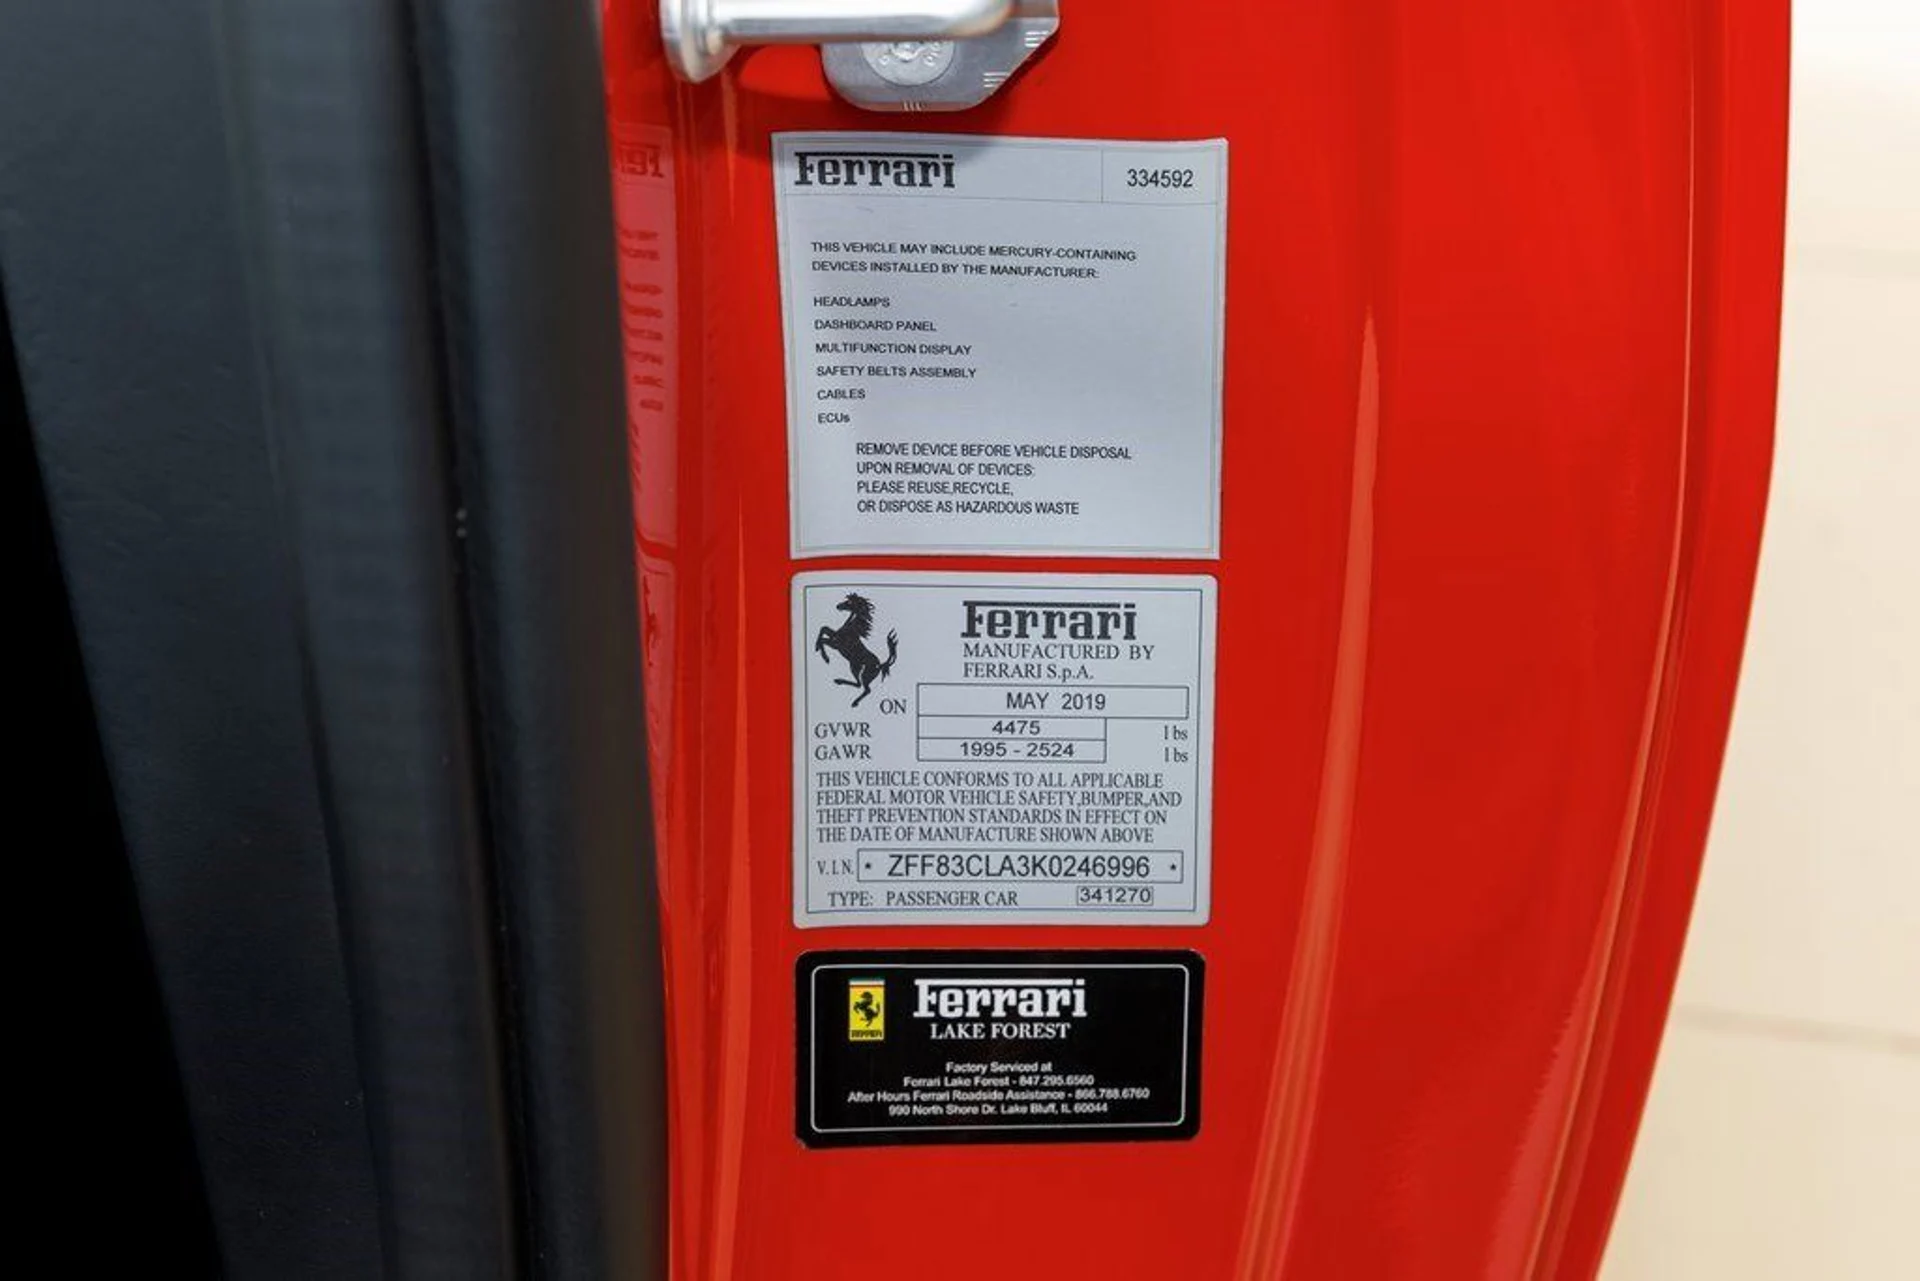 Ferrari 334592
THIS VEHICLE MAY INCLUDE MERCURY-CONTAINING
DEVICES INSTALLED BY THE MANUFACTURER:
HEADLAMPS
DASHBOARD PANEL
MULTIFUNCTION DISPLAY
SAFETY BELTS ASSEMBLY
CABLES
ECUs
REMOVE DEVICE BEFORE VEHICLE DISPOSAL
UPON REMOVAL OF DEVICES:
PLEASE REUSE,RECYCLE,
OR DISPOSE AS HAZARDOUS WASTE
Ferrari
MANUFACTURED BY
FERRARI S.p.A.
ON MAY 2019
GVWR 4475 lbs
GAWR 1995 - 2524 lbs
THIS VEHICLE CONFORMS TO ALL APPLICABLE
FEDERAL MOTOR VEHICLE SAFETY,BUMPER,AND
THEFT PREVENTION STANDARDS IN EFFECT ON
THE DATE OF MANUFACTURE SHOWN ABOVE
V.I.N. * ZFF83CLA3K0246996 *
TYPE: PASSENGER CAR 341270
Ferrari
LAKE FOREST
Factory Serviced at
Ferrari Lake Forest - 847.295.6560
After Hours Ferrari Roadside Assistance - 866.788.6760
990 North Shore Dr. Lake Bluff, IL 60044